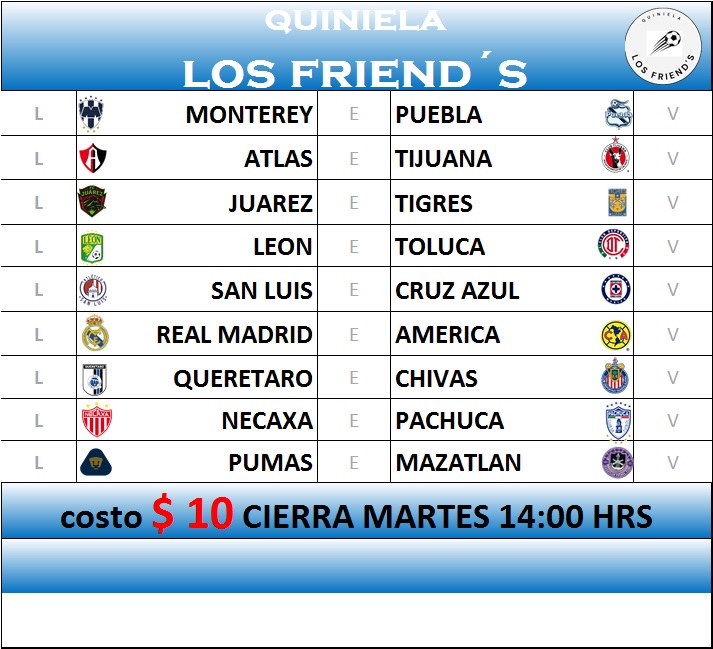 QUINIELA
LOS FRIEND´S
QUINIELA
LOS FRIEND'S
L MONTEREY E PUEBLA V
L ATLAS E TIJUANA V
L JUAREZ E TIGRES V
L LEON E TOLUCA V
L SAN LUIS E CRUZ AZUL V
L REAL MADRID E AMERICA V
L QUERETARO E CHIVAS V
L NECAXA E PACHUCA V
L PUMAS E MAZATLAN V
costo $ 10 CIERRA MARTES 14:00 HRS